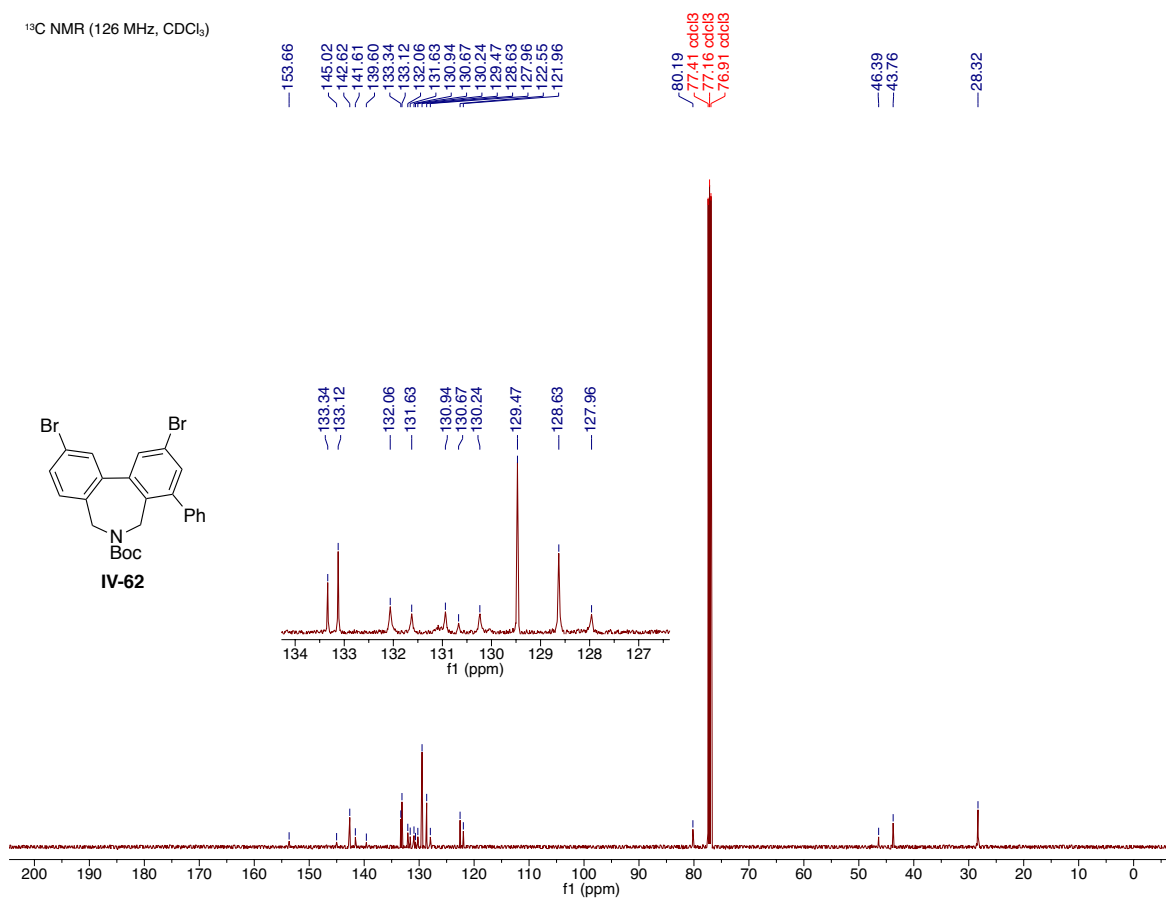 ¹³C NMR (126 MHz, CDCl₃)
153.66
145.02
142.62
141.61
139.60
133.34
133.12
132.06
131.63
130.94
130.67
130.24
129.47
128.63
127.96
122.55
121.96
80.19
77.41 cdcl3
77.16 cdcl3
76.91 cdcl3
46.39
43.76
28.32
133.34
133.12
132.06
131.63
130.94
130.67
130.24
129.47
128.63
127.96
134 133 132 131 130 129 128 127
f1 (ppm)
Br Br
Ph
N
Boc
IV-62
200 190 180 170 160 150 140 130 120 110 100 90 80 70 60 50 40 30 20 10 0
f1 (ppm)